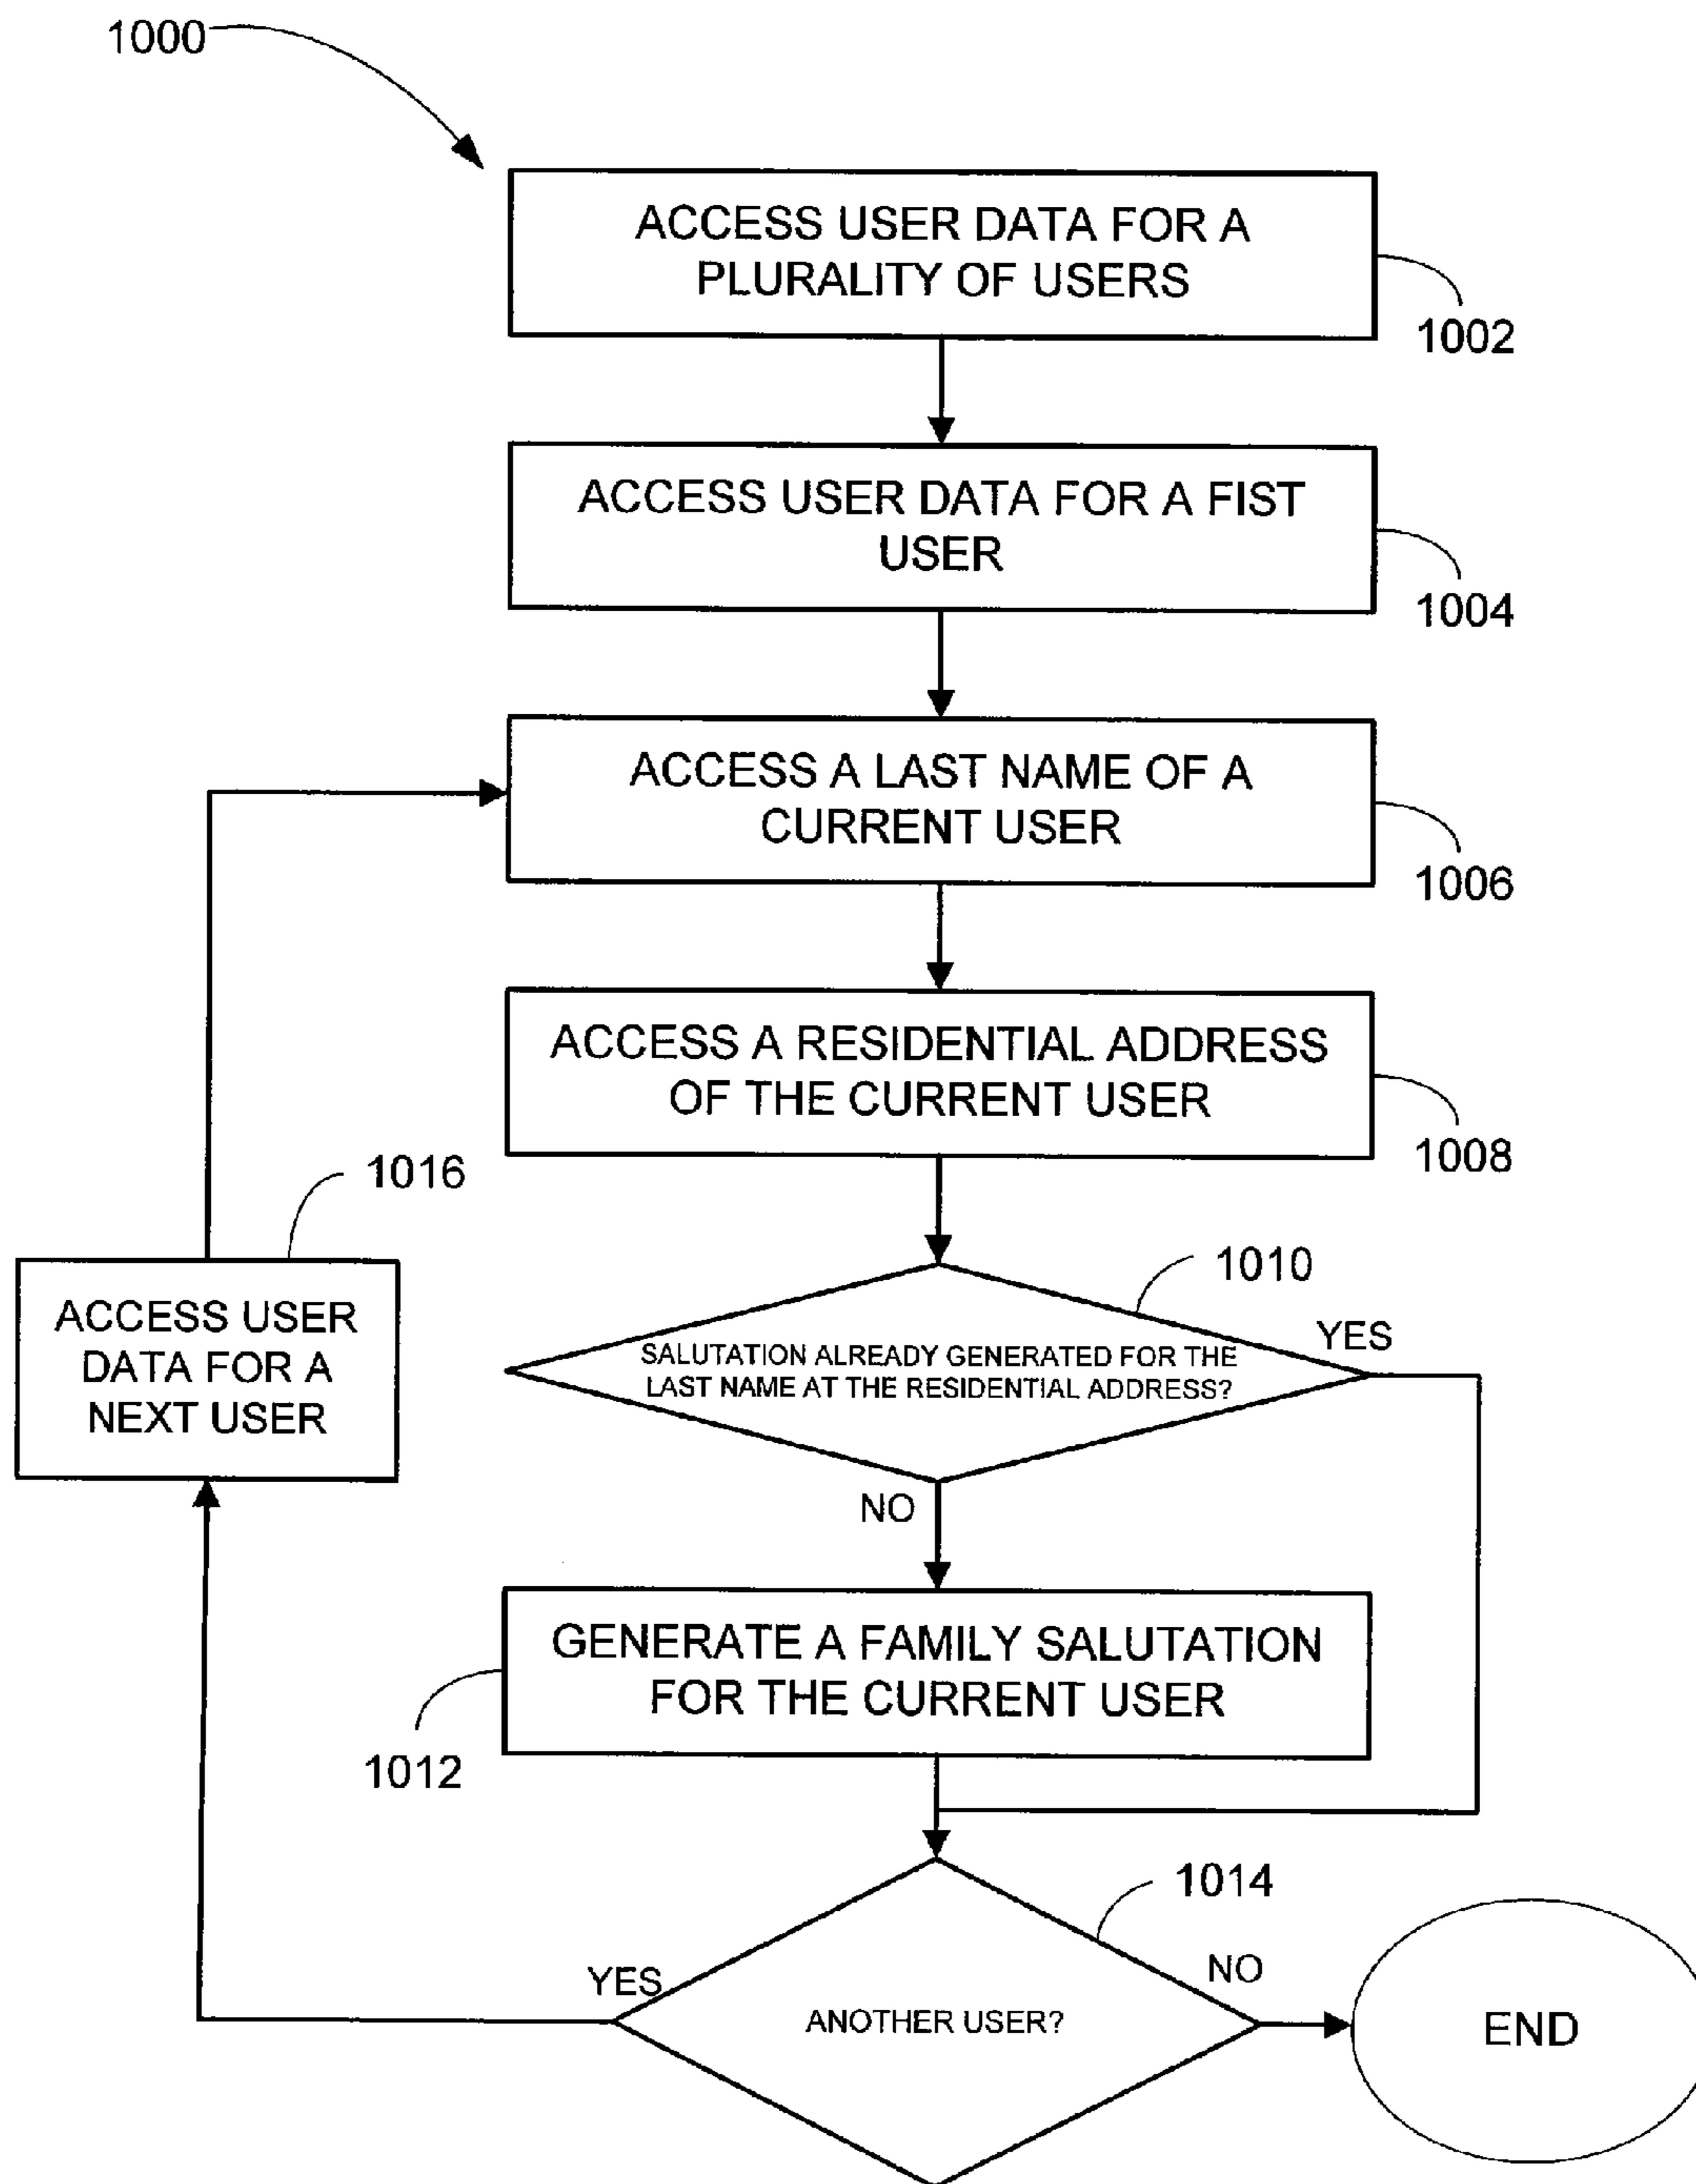 1000
ACCESS USER DATA FOR A
PLURALITY OF USERS
1002
ACCESS USER DATA FOR A FIST
USER
1004
ACCESS A LAST NAME OF A
CURRENT USER
1006
ACCESS A RESIDENTIAL ADDRESS
OF THE CURRENT USER
1008
1016
ACCESS USER
DATA FOR A
NEXT USER
1010
YES
SALUTATION ALREADY GENERATED FOR THE
LAST NAME AT THE RESIDENTIAL ADDRESS?
NO
GENERATE A FAMILY SALUTATION
FOR THE CURRENT USER
1012
1014
YES
NO
ANOTHER USER?
END